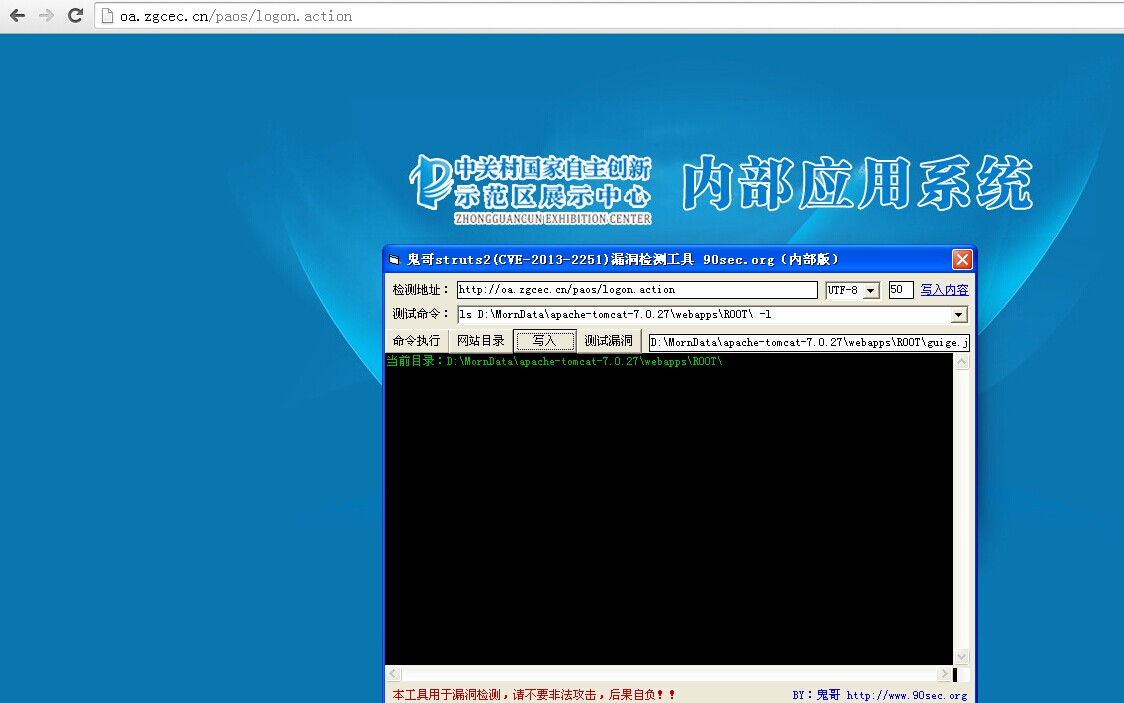 oa.zgcec.cn/paos/logon.action
中关村国家自主创新
示范区展示中心
ZHONGGUANCUN EXHIBITION CENTER
内部应用系统
鬼哥struts2(CVE-2013-2251)漏洞检测工具 90sec.org（内部版）
检测地址： http://oa.zgcec.cn/paos/logon.action UTF-8 50 写入内容
测试命令： ls D:\MornData\apache-tomcat-7.0.27\webapps\ROOT\ -l
命令执行 网站目录 写入 测试漏洞 D:\MornData\apache-tomcat-7.0.27\webapps\ROOT\guige.j
当前目录：D:\MornData\apache-tomcat-7.0.27\webapps\ROOT\
本工具用于漏洞检测，请不要非法攻击，后果自负！！ BY：鬼哥 http://www.90sec.org